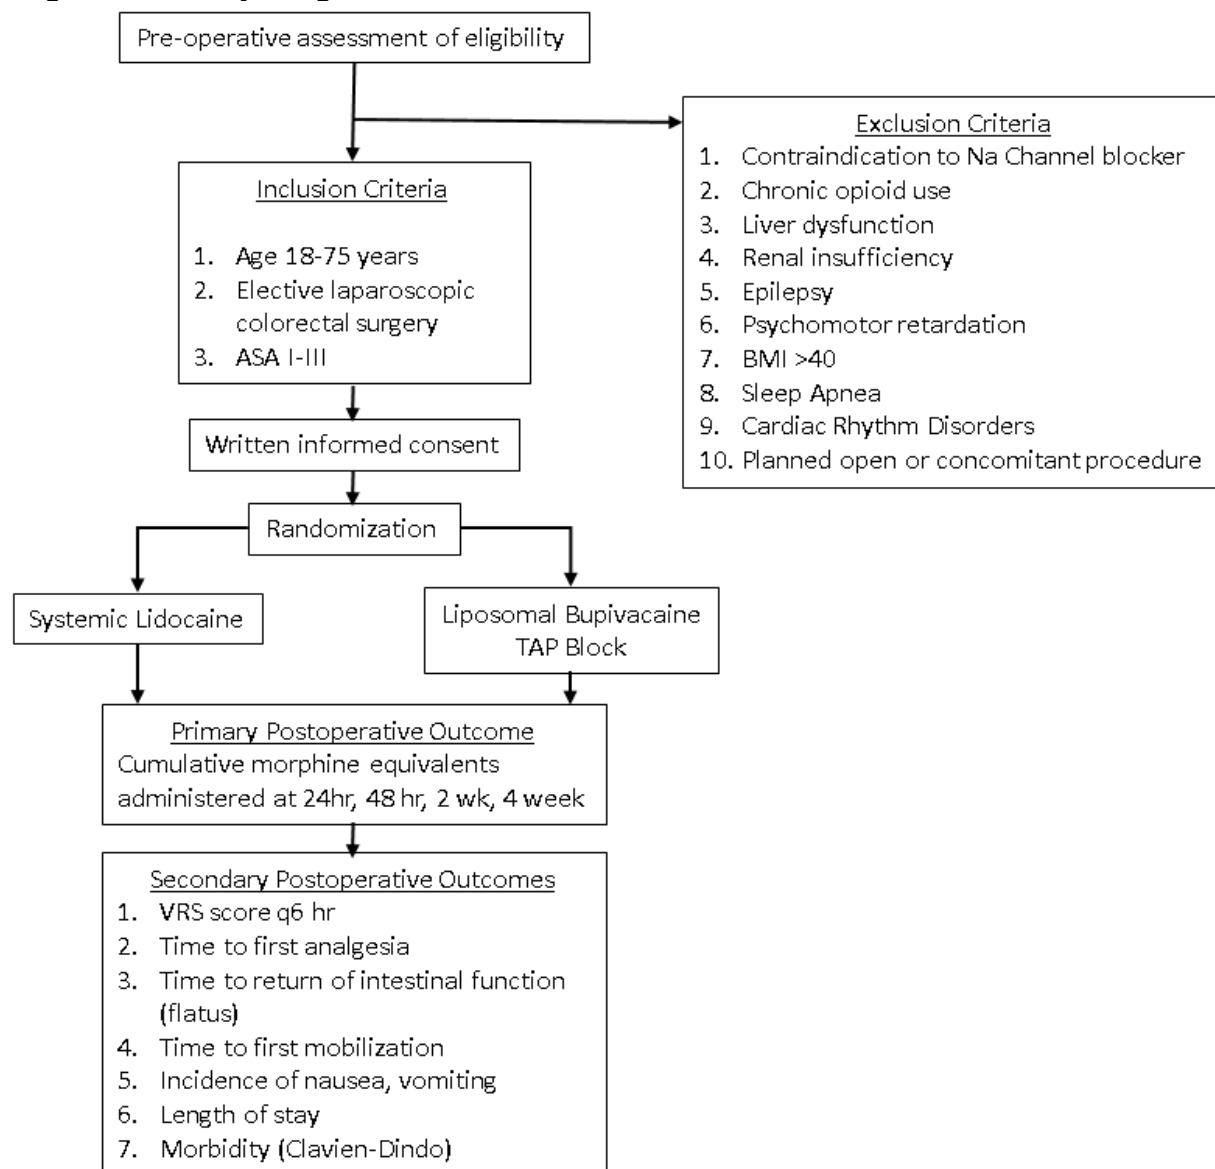 Pre-operative assessment of eligibility
Exclusion Criteria
1. Contraindication to Na Channel blocker
2. Chronic opioid use
3. Liver dysfunction
4. Renal insufficiency
5. Epilepsy
6. Psychomotor retardation
7. BMI >40
8. Sleep Apnea
9. Cardiac Rhythm Disorders
10. Planned open or concomitant procedure
Inclusion Criteria
1. Age 18-75 years
2. Elective laparoscopic
colorectal surgery
3. ASA I-III
Written informed consent
Randomization
Systemic Lidocaine
Liposomal Bupivacaine
TAP Block
Primary Postoperative Outcome
Cumulative morphine equivalents
administered at 24hr, 48 hr, 2 wk, 4 week
Secondary Postoperative Outcomes
1. VRS score q6 hr
2. Time to first analgesia
3. Time to return of intestinal function
(flatus)
4. Time to first mobilization
5. Incidence of nausea, vomiting
6. Length of stay
7. Morbidity (Clavien-Dindo)